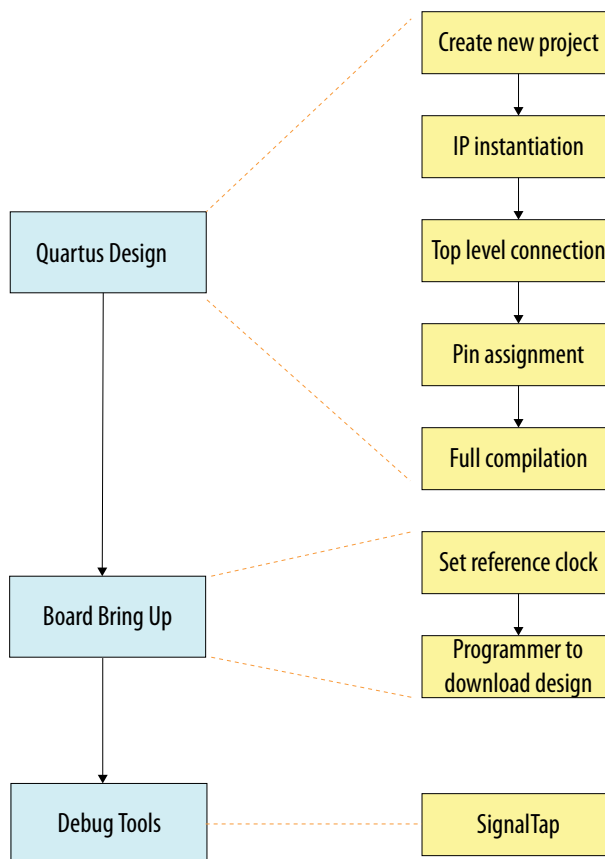 Create new project
IP instantiation
Quartus Design
Top level connection
Pin assignment
Full compilation
Board Bring Up
Set reference clock
Programmer to
download design
Debug Tools
SignalTap